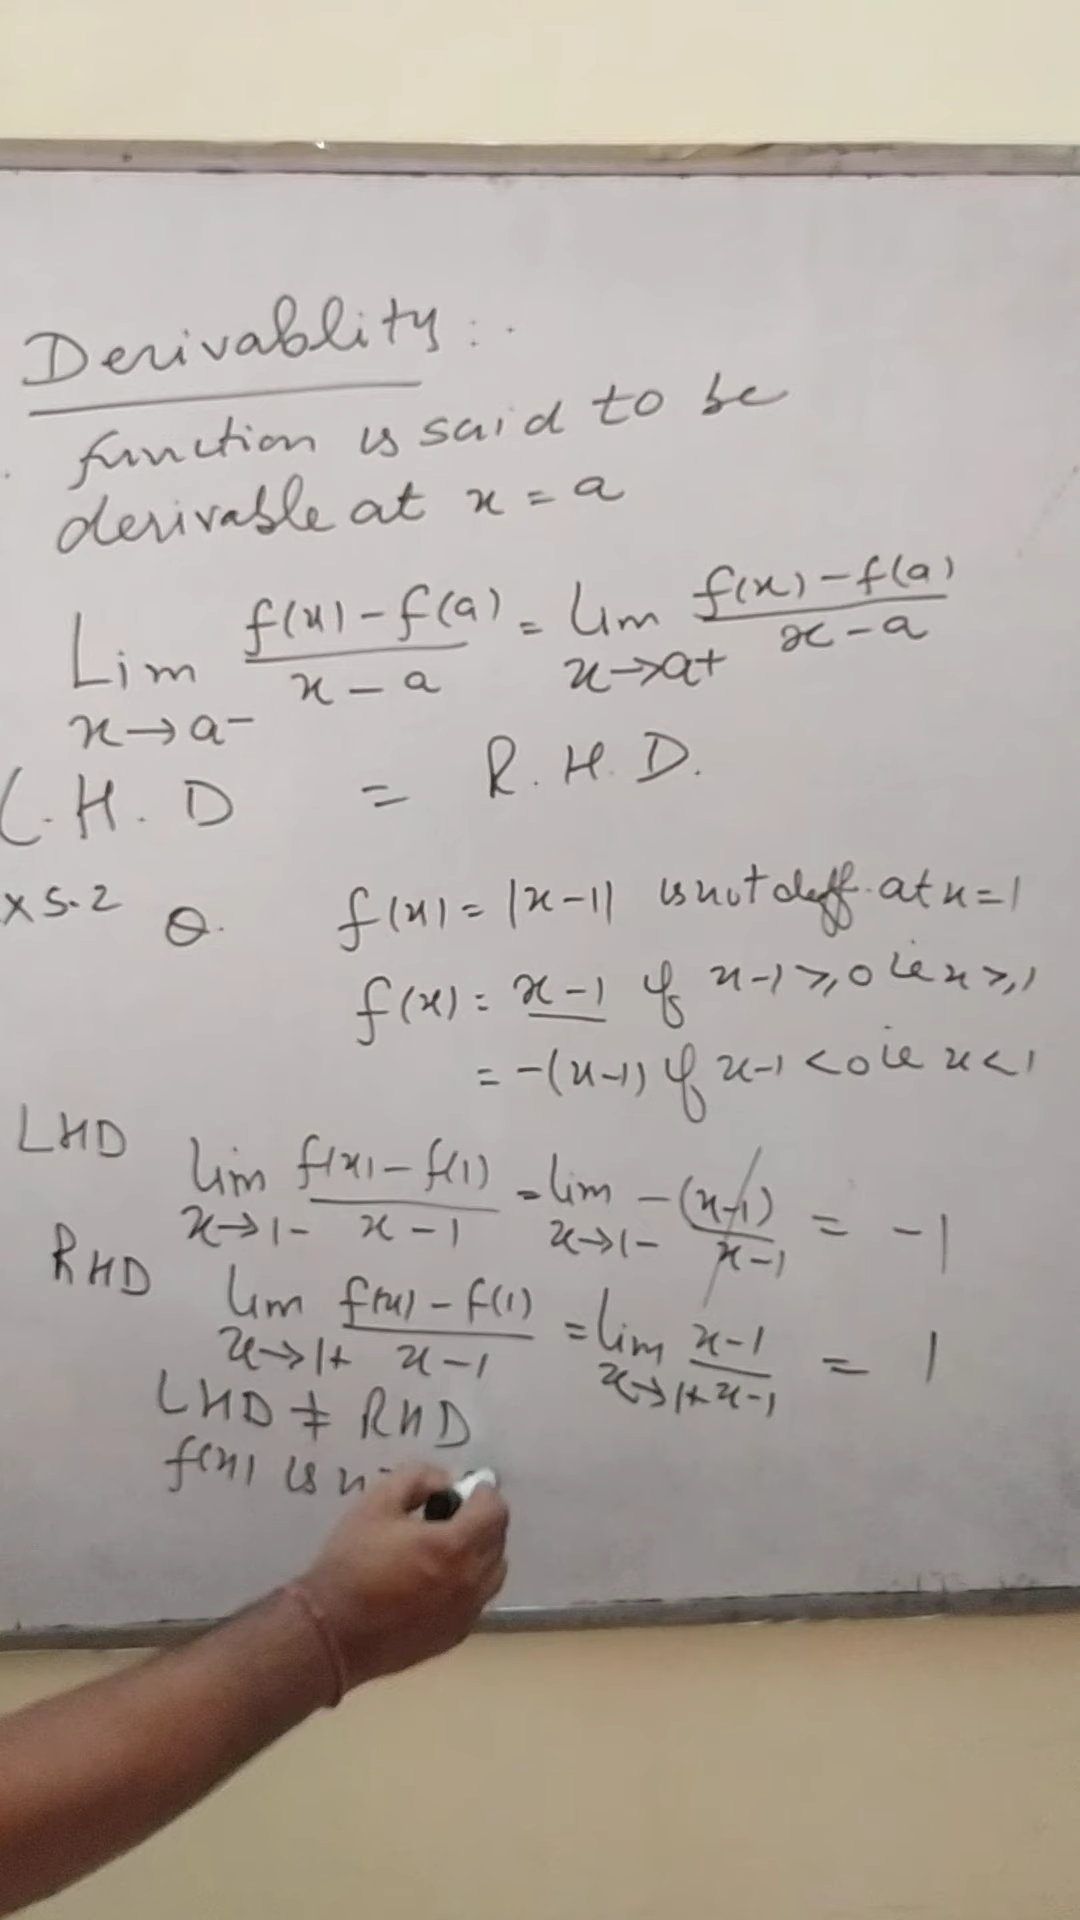 Derivablity :.
function is said to be
derivable at x = a
Lim x→a- f(x) - f(a) / x - a = lim x→a+ f(x) - f(a) / x - a
L.H.D = R.H.D.
x 5.2 Q. f(x) = |x-1| is not diff. at x=1
f(x) = x-1 if x-1 ≥ 0 ie x ≥ 1
= -(x-1) if x-1 < 0 ie x < 1
LHD lim x→1- f(x) - f(1) / x-1 = lim x→1- -(x-1) / x-1 = -1
RHD lim x→1+ f(x) - f(1) / x-1 = lim x→1+ x-1 / x-1 = 1
LHD ≠ RHD
f(x) is n